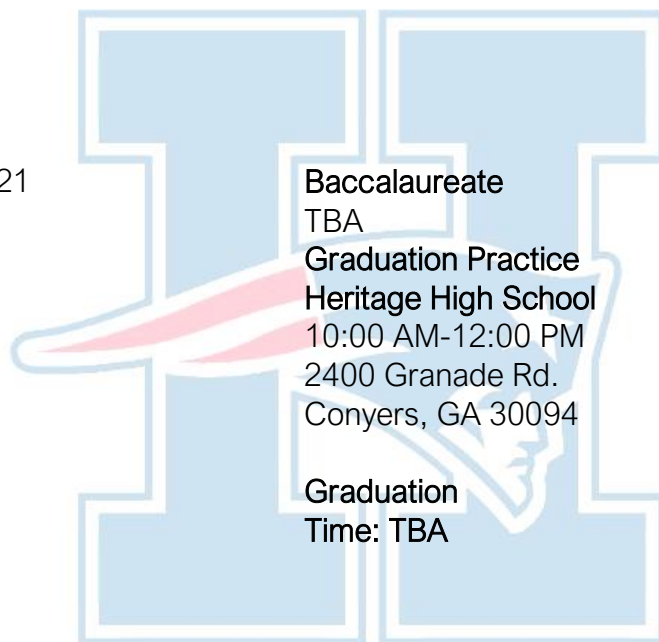 21
Baccalaureate
TBA
Graduation Practice
Heritage High School
10:00 AM-12:00 PM
2400 Granade Rd.
Conyers, GA 30094
Graduation
Time: TBA